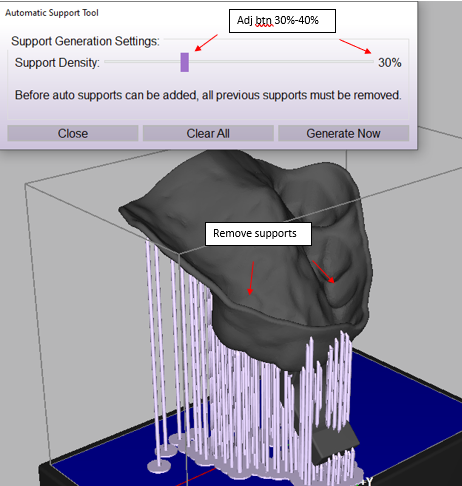 Automatic Support Tool
Adj btn 30%-40%
Support Generation Settings:
Support Density:
30%
Before auto supports can be added, all previous supports must be removed.
Close
Clear All
Generate Now
Remove supports
+Y